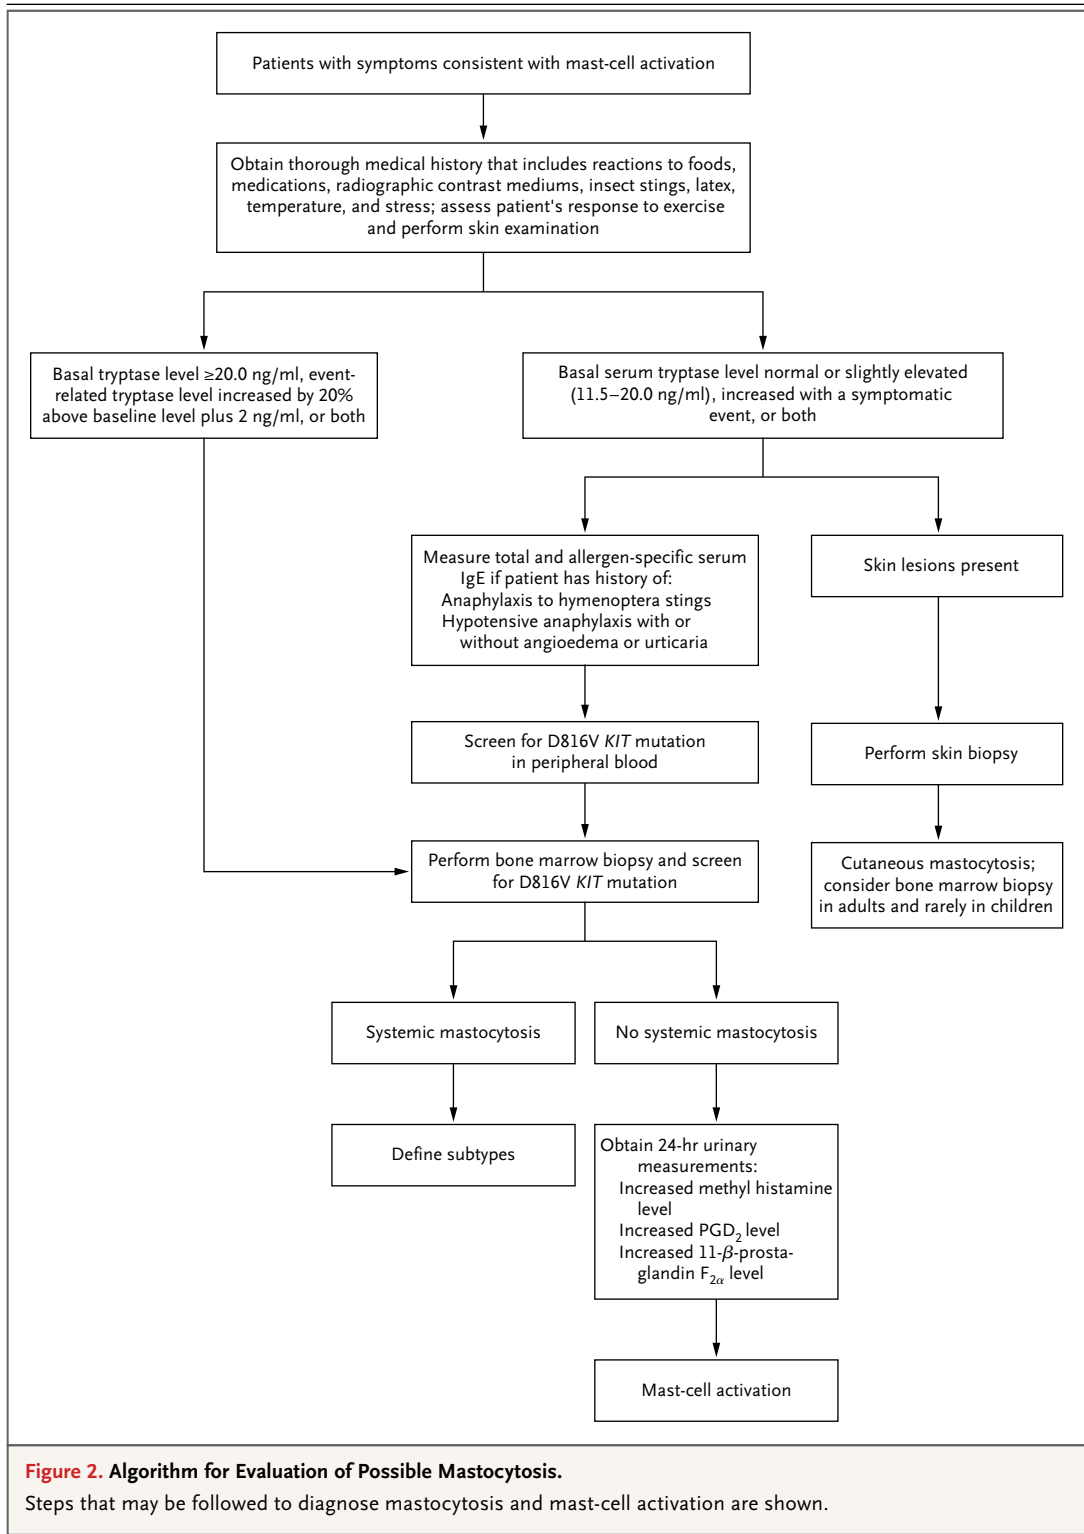 Patients with symptoms consistent with mast-cell activation
Obtain thorough medical history that includes reactions to foods,
medications, radiographic contrast mediums, insect stings, latex,
temperature, and stress; assess patient's response to exercise
and perform skin examination
Basal tryptase level ≥20.0 ng/ml, event-
related tryptase level increased by 20%
above baseline level plus 2 ng/ml, or both
Basal serum tryptase level normal or slightly elevated
(11.5–20.0 ng/ml), increased with a symptomatic
event, or both
Measure total and allergen-specific serum
IgE if patient has history of:
Anaphylaxis to hymenoptera stings
Hypotensive anaphylaxis with or
without angioedema or urticaria
Skin lesions present
Screen for D816V KIT mutation
in peripheral blood
Perform skin biopsy
Perform bone marrow biopsy and screen
for D816V KIT mutation
Cutaneous mastocytosis;
consider bone marrow biopsy
in adults and rarely in children
Systemic mastocytosis
No systemic mastocytosis
Define subtypes
Obtain 24-hr urinary
measurements:
Increased methyl histamine
level
Increased PGD₂ level
Increased 11-β-prosta-
glandin F₂α level
Mast-cell activation
Figure 2. Algorithm for Evaluation of Possible Mastocytosis.
Steps that may be followed to diagnose mastocytosis and mast-cell activation are shown.